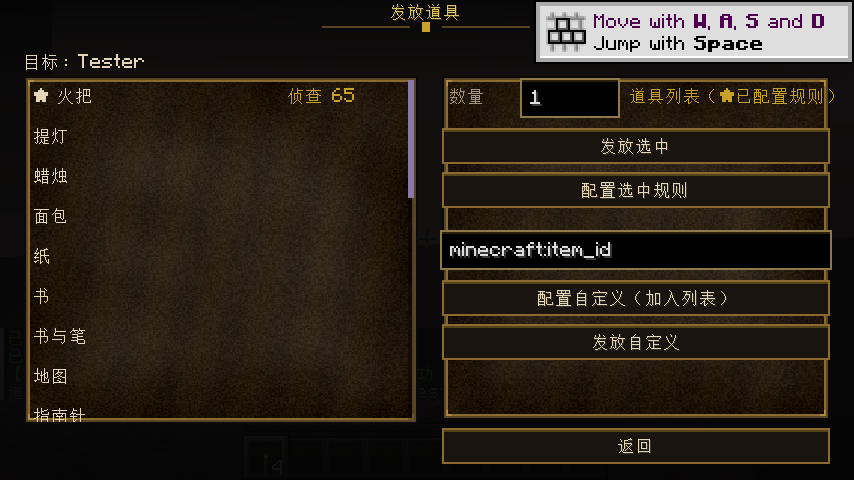 发放道具
Move with W, A, S and D
Jump with Space
目标：Tester
★ 火把 侦查 65
提灯
蜡烛
面包
纸
书
书与笔
地图
指南针
数量 1 道具列表（★已配置规则）
发放选中
配置选中规则
minecraft:item_id
配置自定义（加入列表）
发放自定义
返回